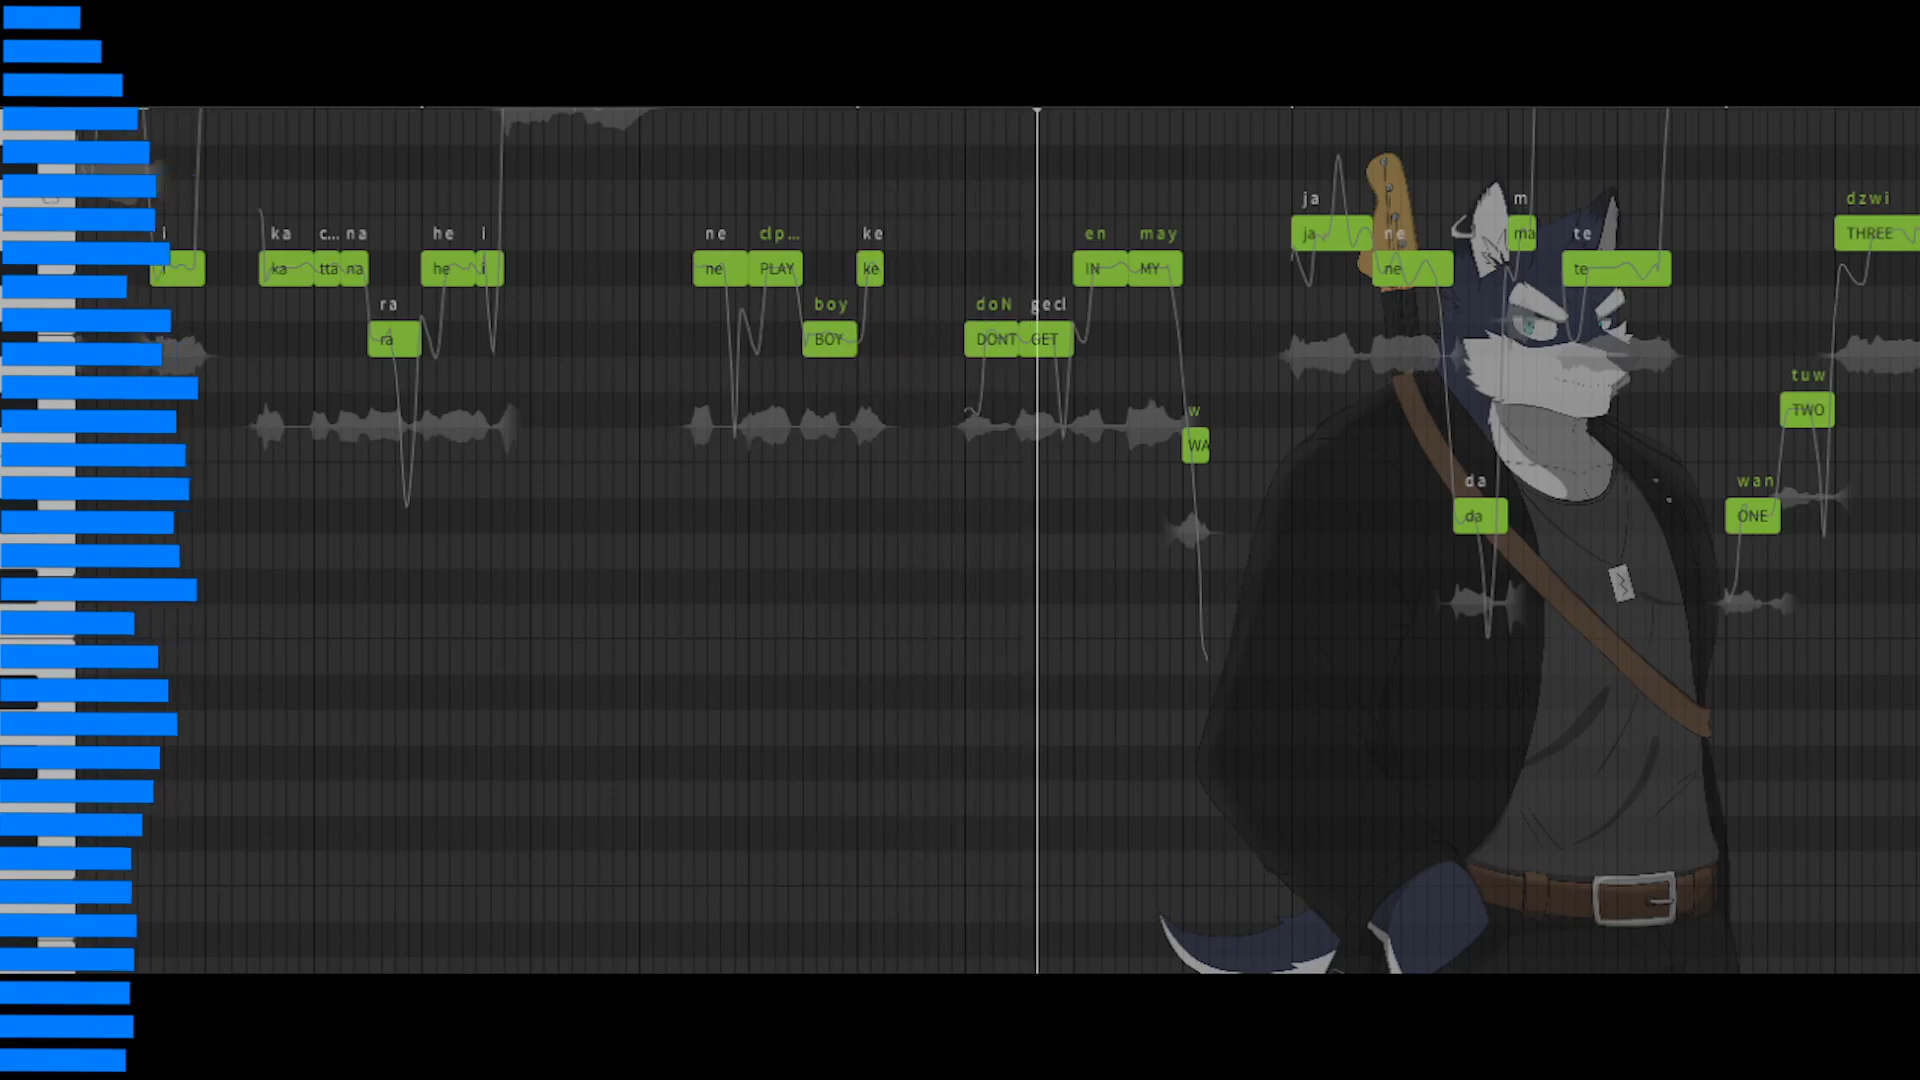 i
i
ka c... na he i
ka tta na he i
ra
ra
ne clp... ke
ne PLAY ke
boy
BOY
doN gecl
DONT GET
en may
IN MY
w
WA
ja
ja
ne
ne
da
da
m
ma
te
te
wan
ONE
tuw
TWO
dzwi
THREE